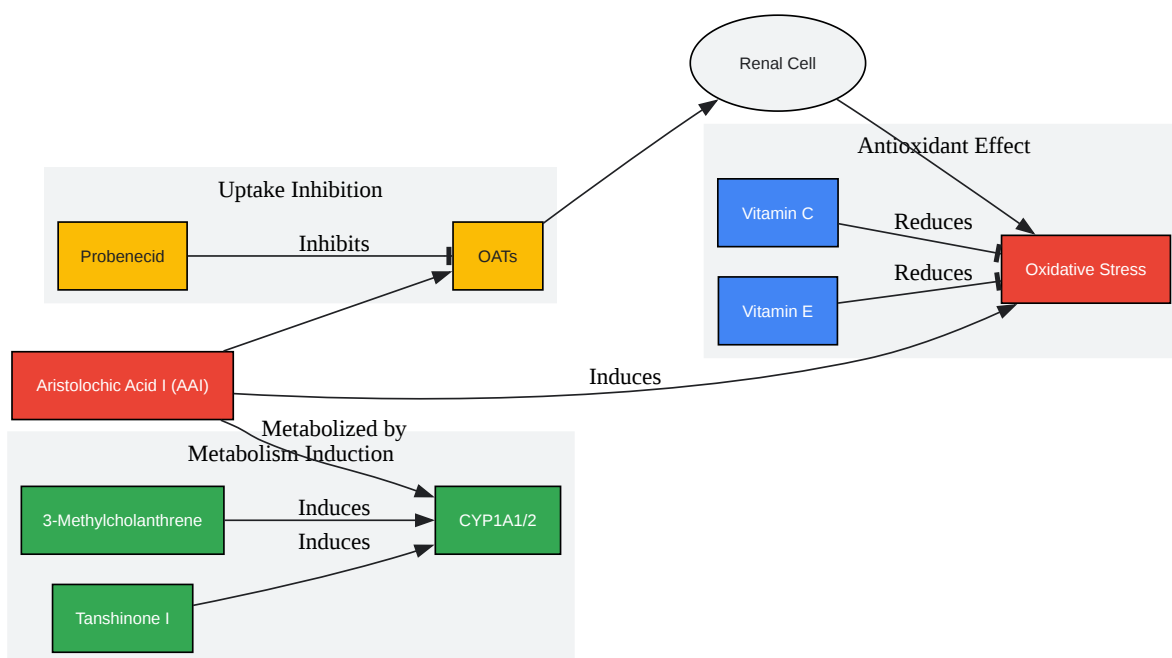 Renal Cell
Antioxidant Effect
Uptake Inhibition
Vitamin C
Reduces
Probenecid
Inhibits
OATs
Oxidative Stress
Reduces
Vitamin E
Aristolochic Acid I (AAI)
Induces
Metabolized by
Metabolism Induction
3-Methylcholanthrene
Induces
CYP1A1/2
Induces
Tanshinone I